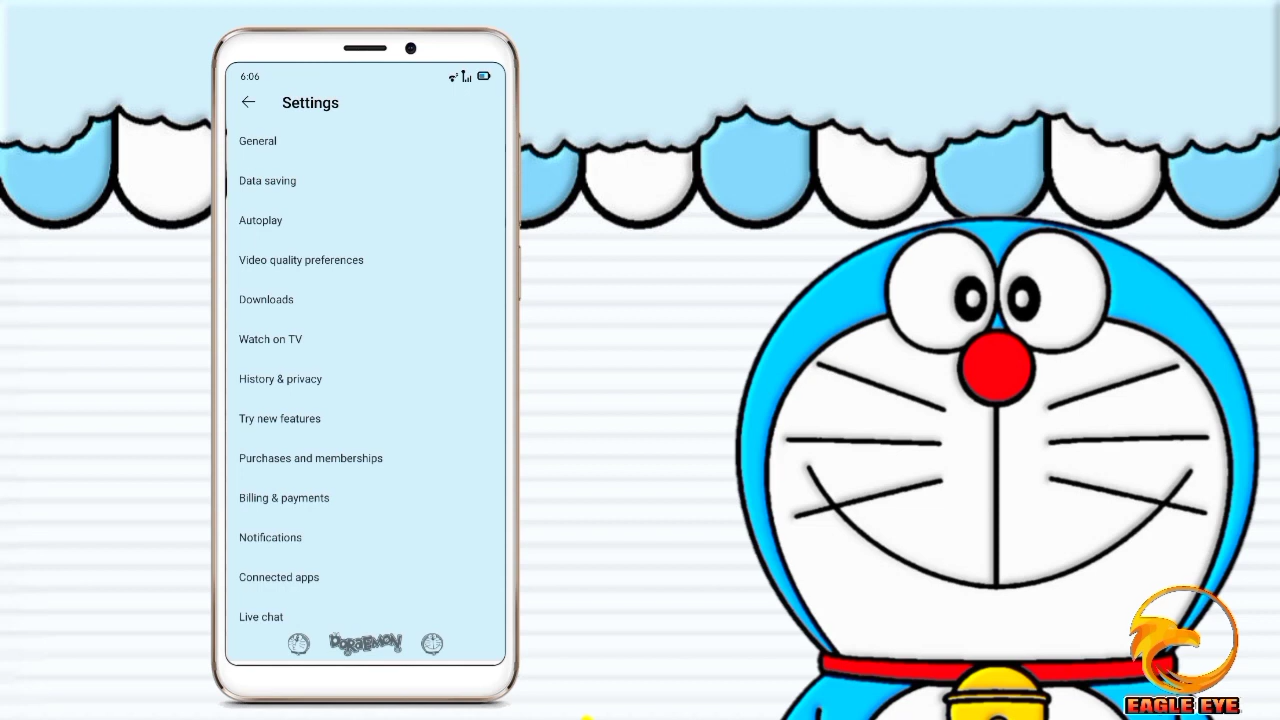 6:06
Settings
General
Data saving
Autoplay
Video quality preferences
Downloads
Watch on TV
History & privacy
Try new features
Purchases and memberships
Billing & payments
Notifications
Connected apps
Live chat
DORAEMON
EAGLE EYE